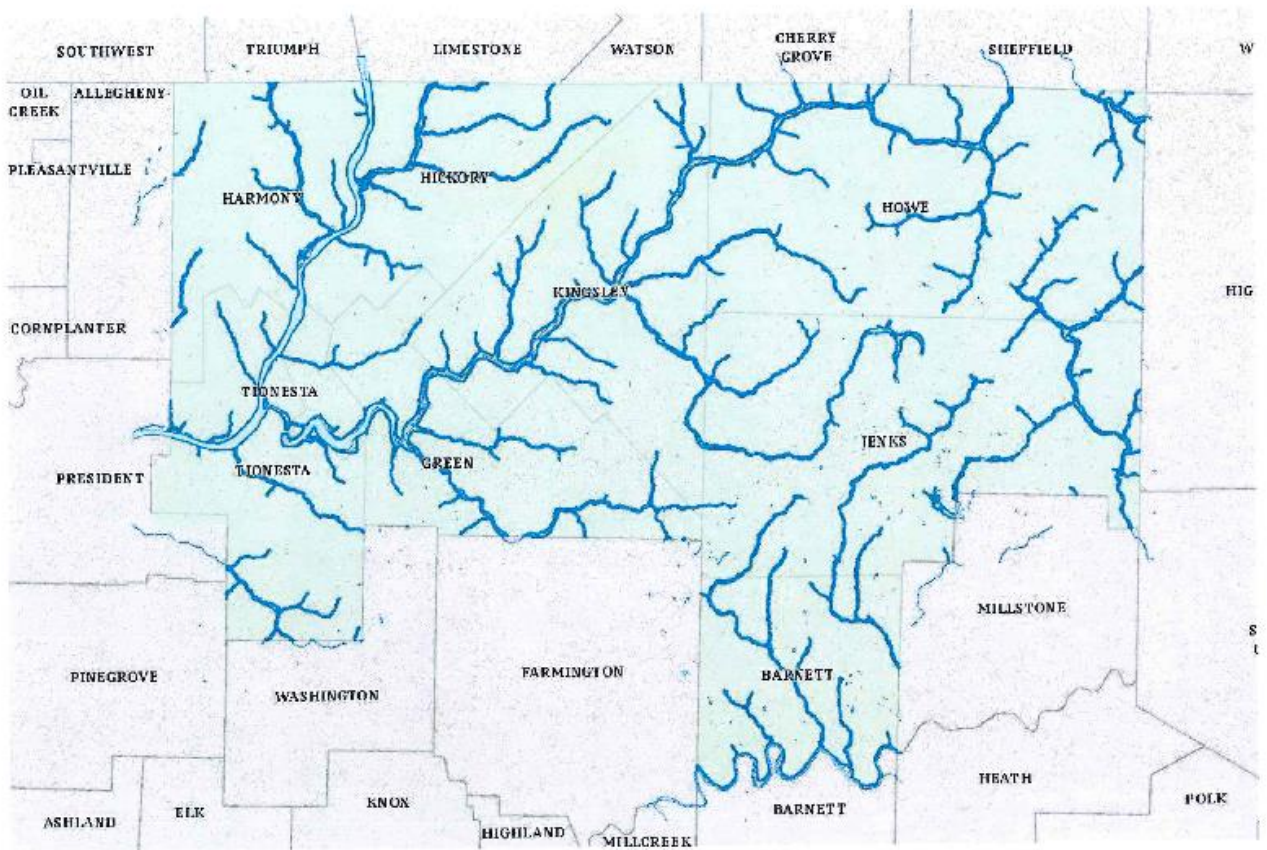 CHERRY
GROVE
SOUTHWEST
TRIUMPH
LIMESTONE
WATSON
SHEFFIELD
W
OIL
CREEK
ALLEGHENY
PLEASANTVILLE
HICKORY
HARMONY
HOWE
KINGSLEY
HIG
CORNPLANTER
TIONESTA
JENKS
TIONESTA
GREEN
PRESIDENT
MILLSTONE
S
PINEGROVE
FARMINGTON
BARNETT
WASHINGTON
HEATH
KNOX
POLK
ELK
BARNETT
ASHLAND
HIGHLAND
MILLCREEK